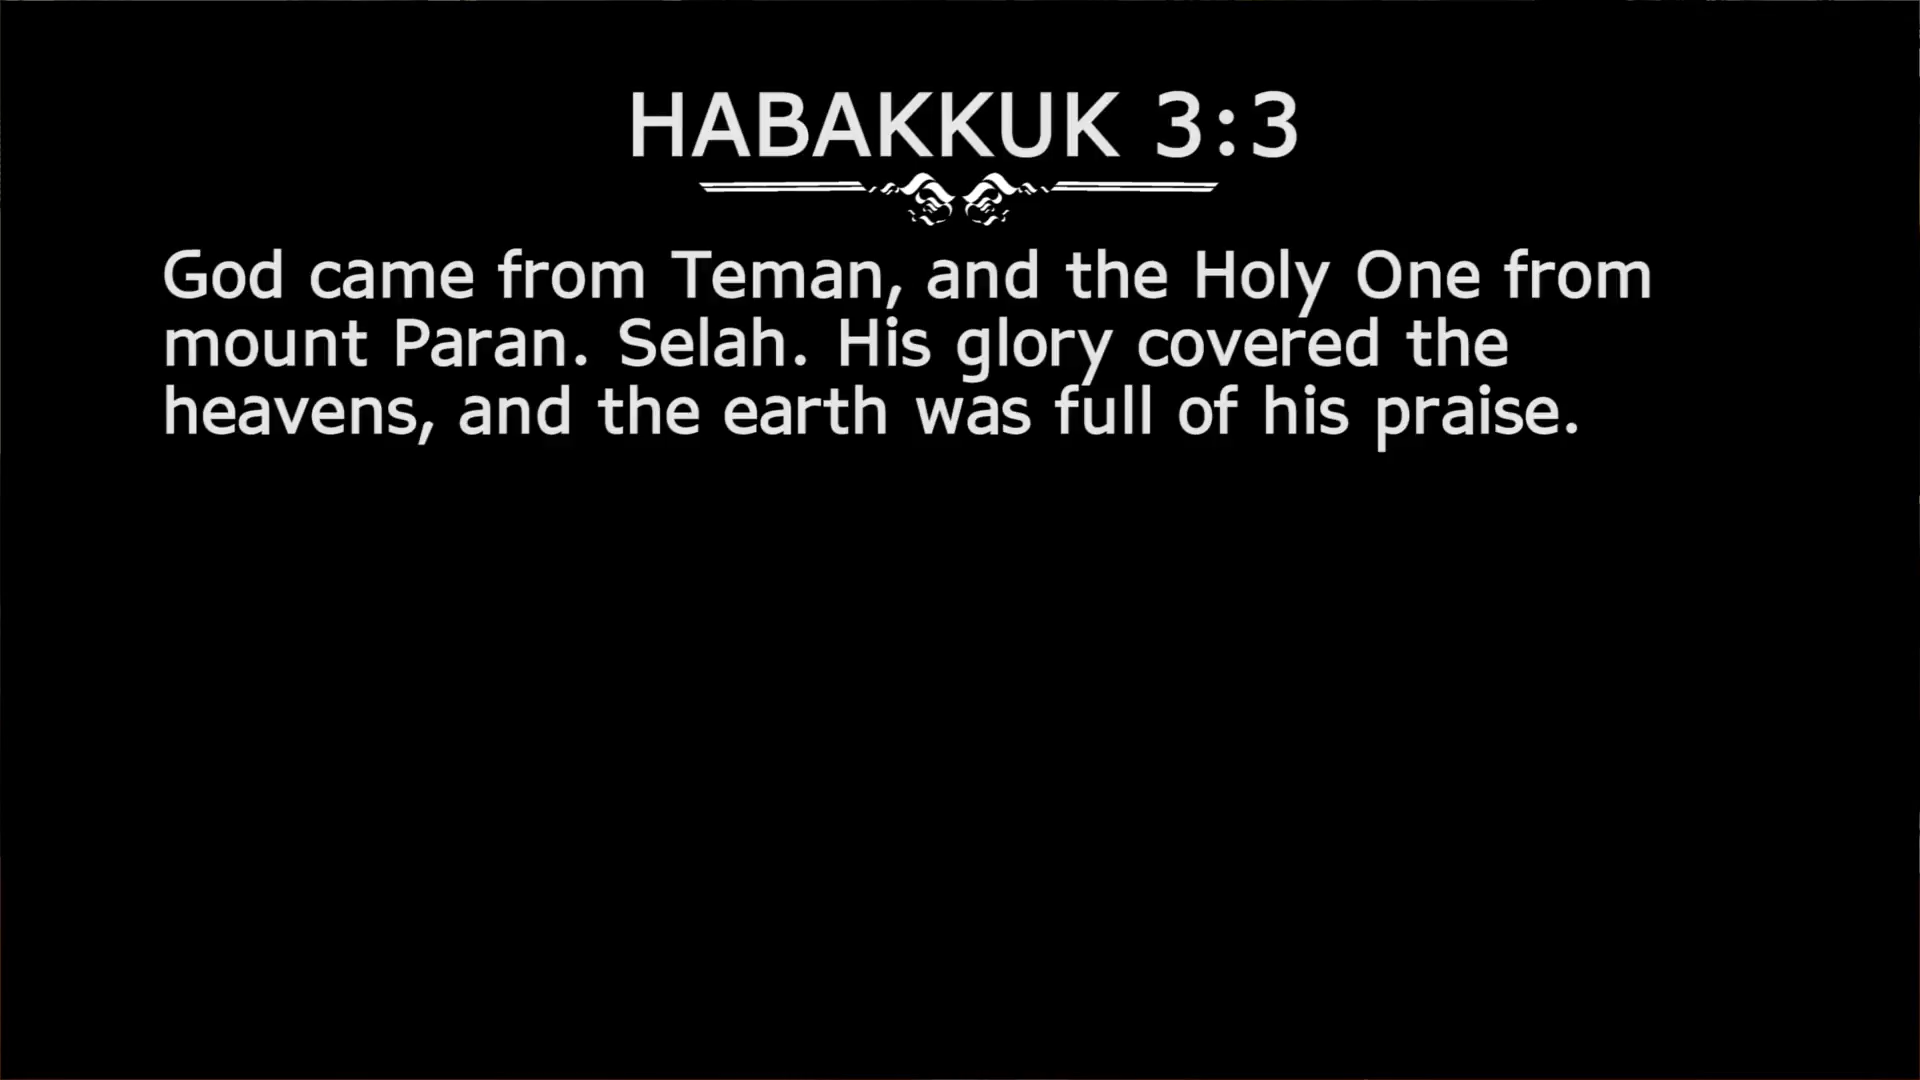 HABAKKUK 3:3
God came from Teman, and the Holy One from
mount Paran. Selah. His glory covered the
heavens, and the earth was full of his praise.